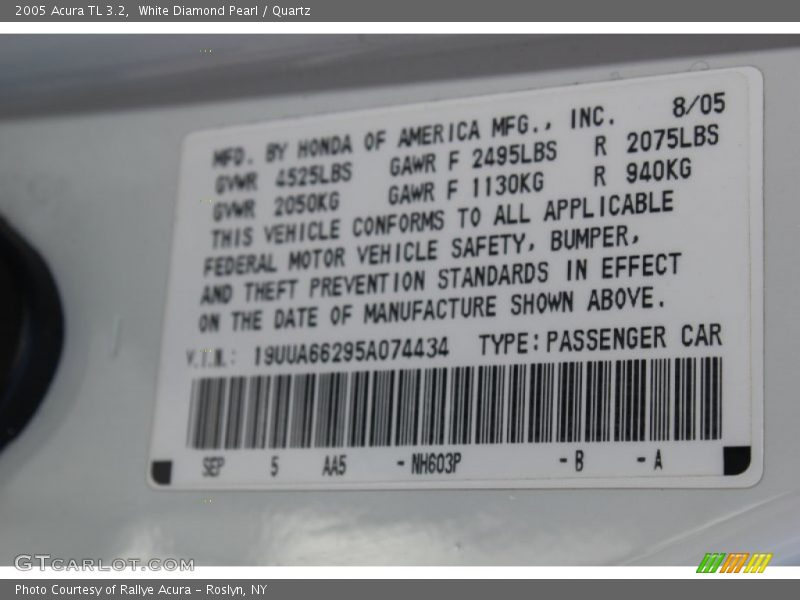 2005 Acura TL 3.2,  White Diamond Pearl / Quartz
MFD. BY HONDA OF AMERICA MFG., INC. 8/05
GVWR 4525LBS GAWR F 2495LBS R 2075LBS
GVWR 2050KG GAWR F 1130KG R 940KG
THIS VEHICLE CONFORMS TO ALL APPLICABLE
FEDERAL MOTOR VEHICLE SAFETY, BUMPER,
AND THEFT PREVENTION STANDARDS IN EFFECT
ON THE DATE OF MANUFACTURE SHOWN ABOVE.
V.I.N.: 19UUA66295A074434 TYPE:PASSENGER CAR
SEP 5 AA5 -NH603P -B -A
GTCARLOT.COM
Photo Courtesy of Rallye Acura – Roslyn, NY